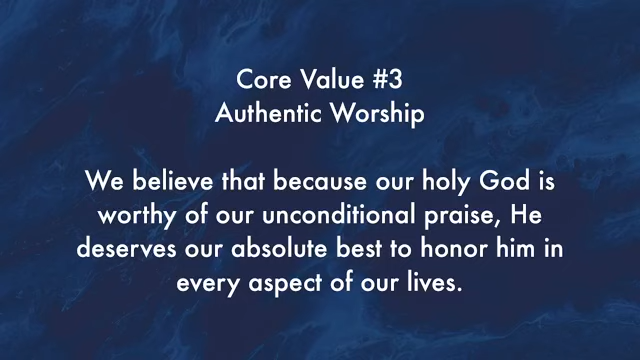 Core Value #3
Authentic Worship
We believe that because our holy God is
worthy of our unconditional praise, He
deserves our absolute best to honor him in
every aspect of our lives.